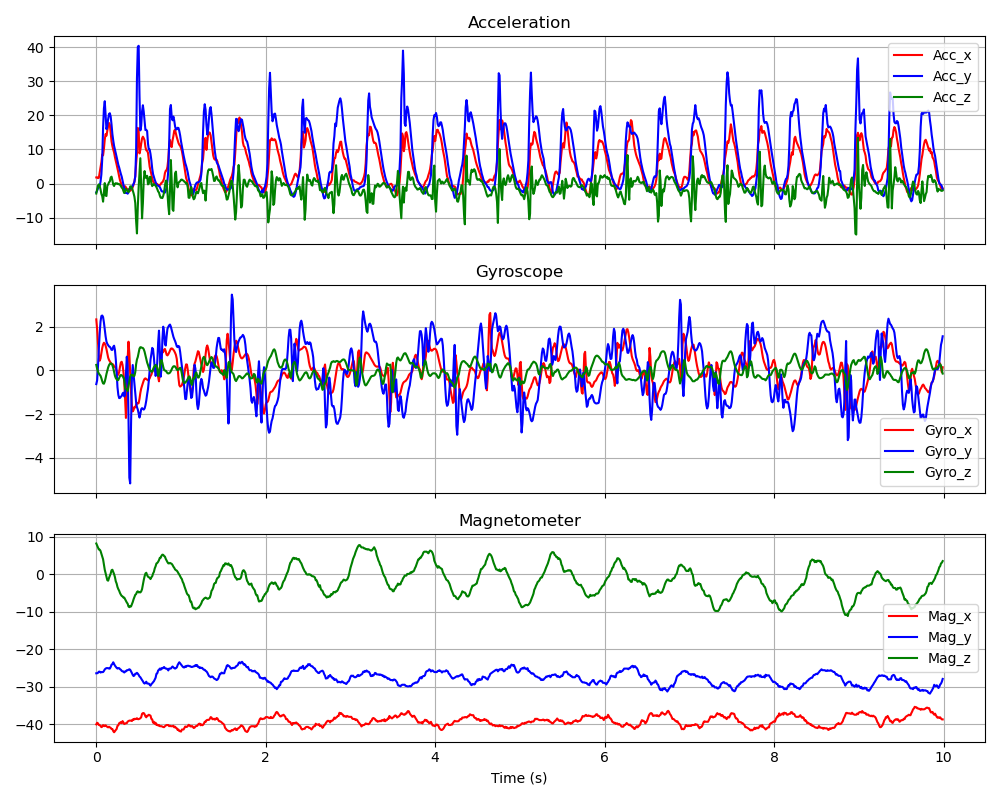 Acceleration
40
30
20
10
0
−10
Acc_x
Acc_y
Acc_z
Gyroscope
2
0
−2
−4
Gyro_x
Gyro_y
Gyro_z
Magnetometer
10
0
−10
−20
−30
−40
Mag_x
Mag_y
Mag_z
0 2 4 6 8 10
Time (s)